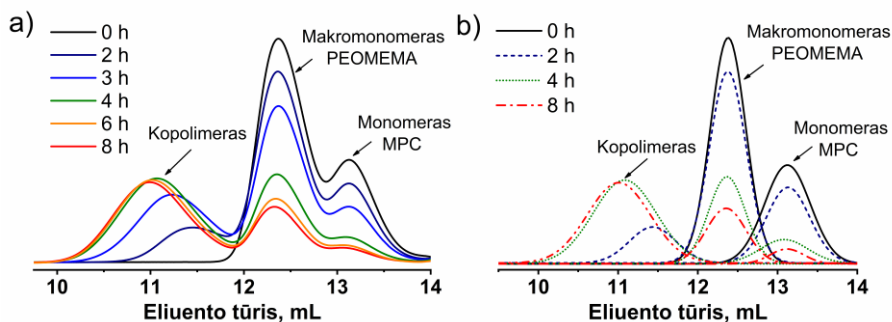 a)
0 h
2 h
3 h
4 h
6 h
8 h
Kopolimeras
Makromonomeras
PEOMEMA
Monomeras
MPC
10 11 12 13 14
Eliuento tūris, mL
b)
0 h
2 h
4 h
8 h
Kopolimeras
Makromonomeras
PEOMEMA
Monomeras
MPC
10 11 12 13 14
Eliuento tūris, mL